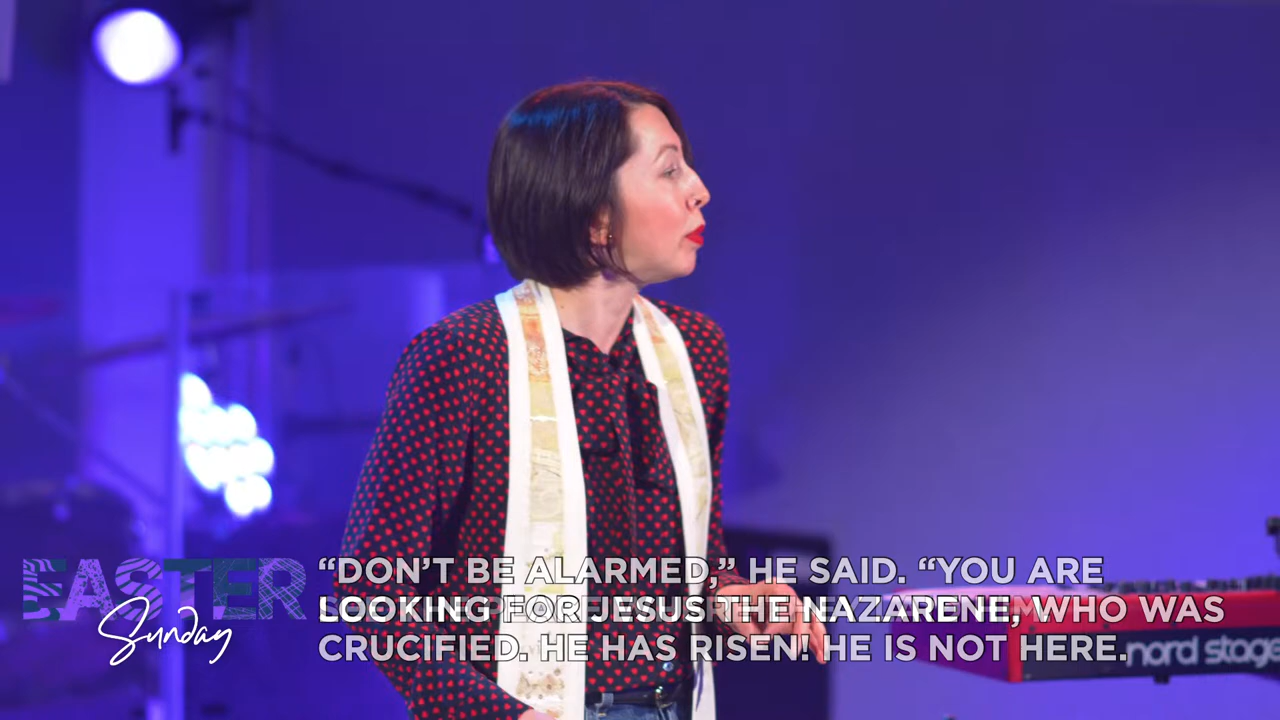 EASTER
Sunday
“DON’T BE ALARMED,” HE SAID. “YOU ARE
LOOKING FOR JESUS THE NAZARENE, WHO WAS
CRUCIFIED. HE HAS RISEN! HE IS NOT HERE.
nord stage